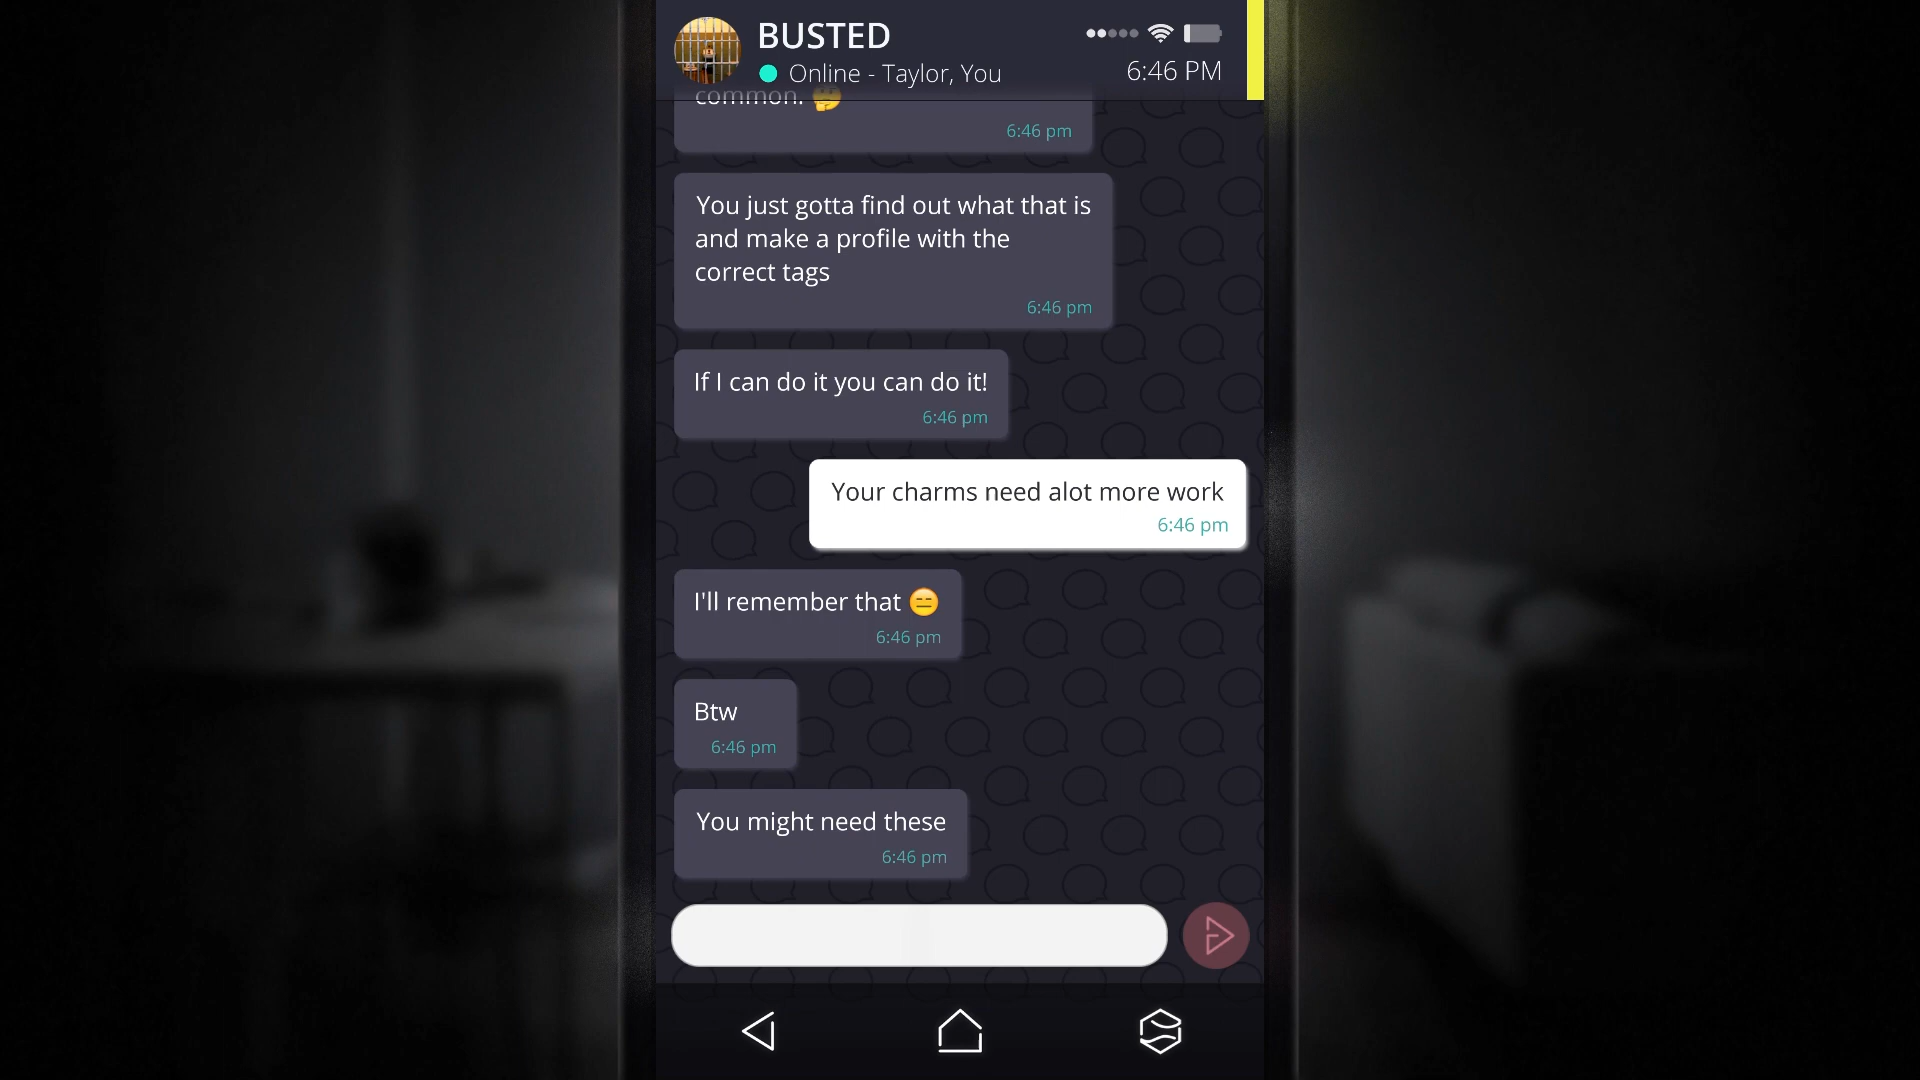 BUSTED
Online - Taylor, You
6:46 PM
common.
6:46 pm
You just gotta find out what that is
and make a profile with the
correct tags
6:46 pm
If I can do it you can do it!
6:46 pm
Your charms need alot more work
6:46 pm
I'll remember that 😑
6:46 pm
Btw
6:46 pm
You might need these
6:46 pm